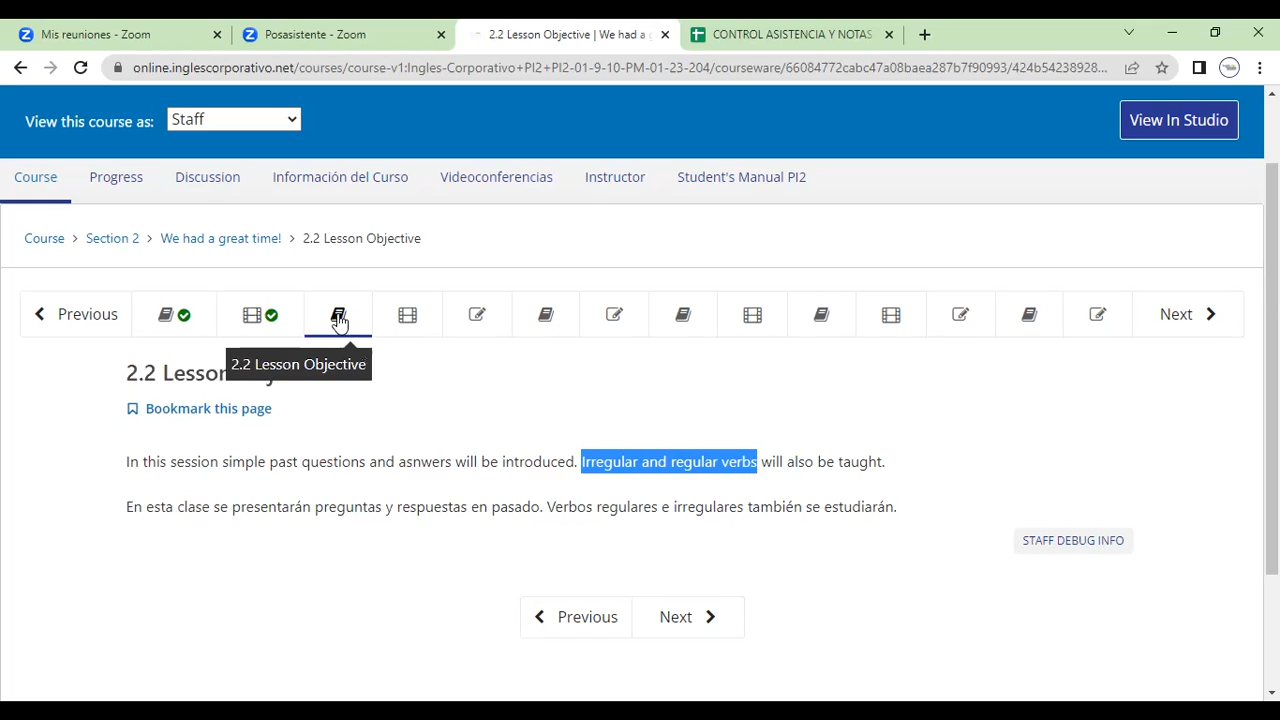 Mis reuniones - Zoom
Posasistente - Zoom
2.2 Lesson Objective | We had a g
CONTROL ASISTENCIA Y NOTAS
online.inglescorporativo.net/courses/course-v1:Ingles-Corporativo+PI2+PI2-01-9-10-PM-01-23-204/courseware/66084772cabc47a08baea287b7f90993/424b54238928...
View this course as:
Staff
View In Studio
Course
Progress
Discussion
Información del Curso
Videoconferencias
Instructor
Student's Manual PI2
Course > Section 2 > We had a great time! > 2.2 Lesson Objective
Previous
Next
2.2 Lesson Objective
2.2 Lesson
Bookmark this page
In this session simple past questions and asnwers will be introduced. Irregular and regular verbs will also be taught.
En esta clase se presentarán preguntas y respuestas en pasado. Verbos regulares e irregulares también se estudiarán.
STAFF DEBUG INFO
Previous
Next